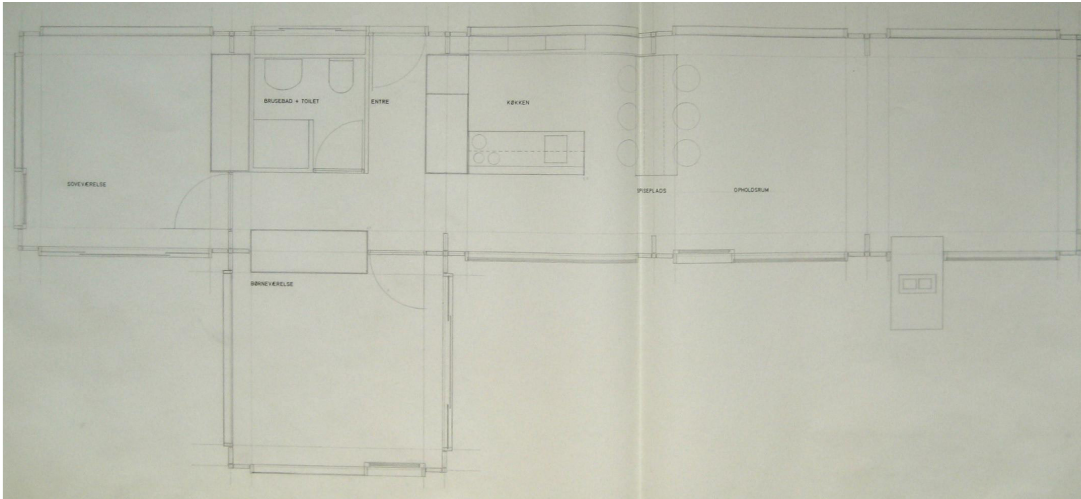 BRUSEBAD + TOILET
ENTRE
KØKKEN
SOVEVÆRELSE
SPISEPLADS
OPHOLDSRUM
BØRNEVÆRELSE